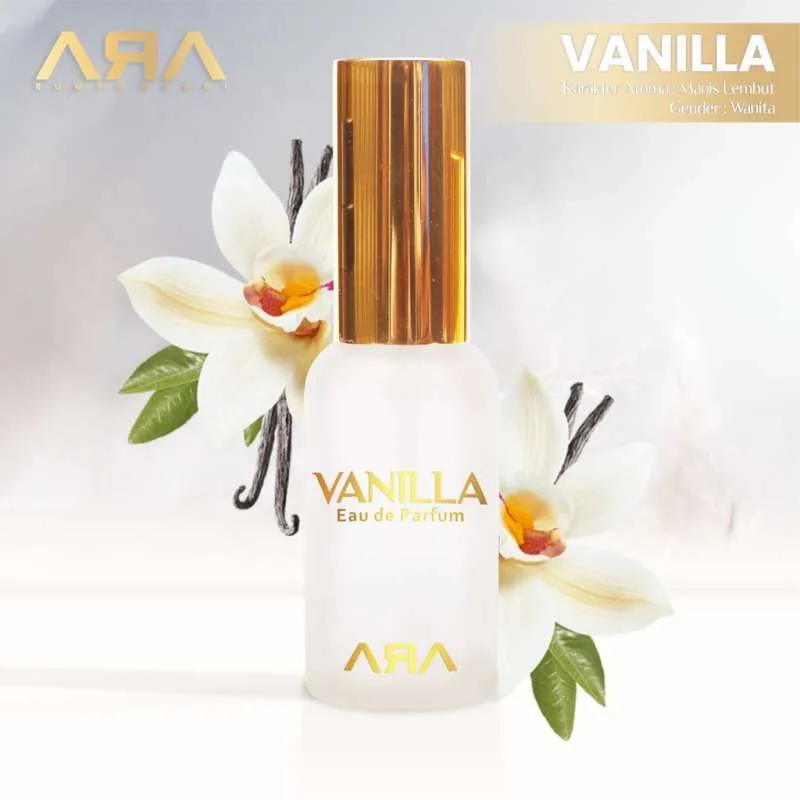 ARA
VANILLA
Karakter Aroma : Manis Lembut
Gender : Wanita
VANILLA
Eau de Parfum
ARA